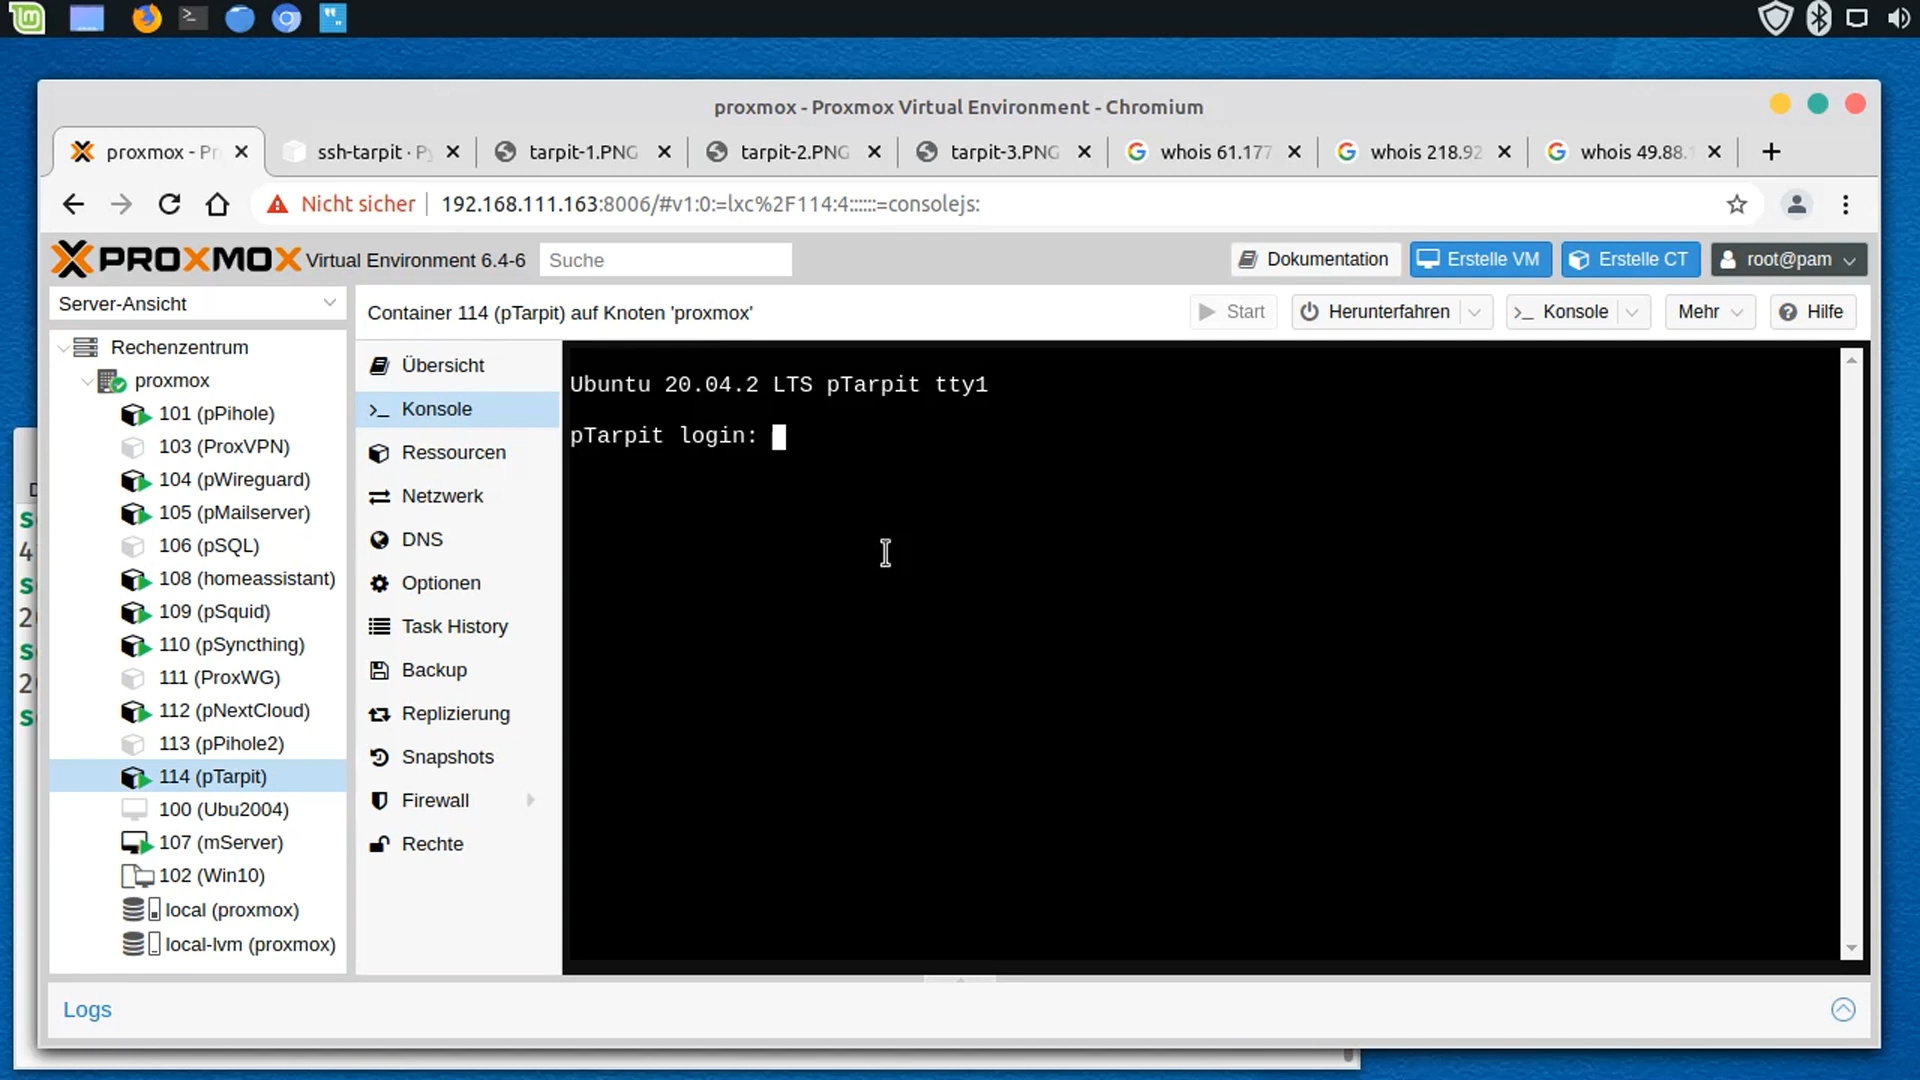 proxmox - Proxmox Virtual Environment - Chromium
proxmox - Pr
ssh-tarpit · Py
tarpit-1.PNG
tarpit-2.PNG
tarpit-3.PNG
whois 61.177
whois 218.92
whois 49.88.1
Nicht sicher
192.168.111.163:8006/#v1:0:=lxc%2F114:4::::::=consolejs:
PROXMOX Virtual Environment 6.4-6
Suche
Dokumentation
Erstelle VM
Erstelle CT
root@pam
Server-Ansicht
Container 114 (pTarpit) auf Knoten 'proxmox'
Start
Herunterfahren
Konsole
Mehr
Hilfe
Rechenzentrum
proxmox
101 (pPihole)
103 (ProxVPN)
104 (pWireguard)
105 (pMailserver)
106 (pSQL)
108 (homeassistant)
109 (pSquid)
110 (pSyncthing)
111 (ProxWG)
112 (pNextCloud)
113 (pPihole2)
114 (pTarpit)
100 (Ubu2004)
107 (mServer)
102 (Win10)
local (proxmox)
local-lvm (proxmox)
Übersicht
Konsole
Ressourcen
Netzwerk
DNS
Optionen
Task History
Backup
Replizierung
Snapshots
Firewall
Rechte
Ubuntu 20.04.2 LTS pTarpit tty1
pTarpit login:
Logs